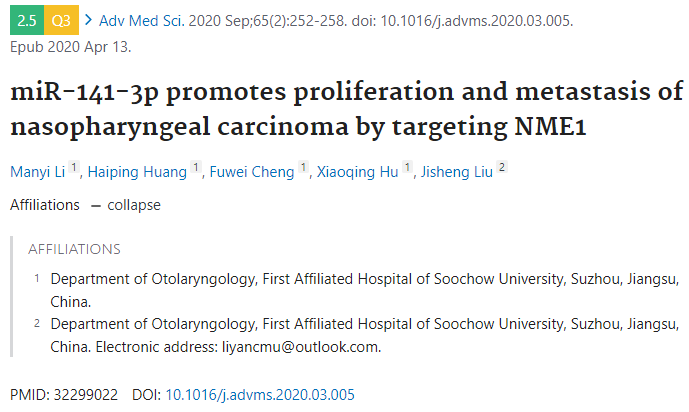 2.5 Q3 > Adv Med Sci. 2020 Sep;65(2):252-258. doi: 10.1016/j.advms.2020.03.005.
Epub 2020 Apr 13.
miR-141-3p promotes proliferation and metastasis of
nasopharyngeal carcinoma by targeting NME1
Manyi Li 1, Haiping Huang 1, Fuwei Cheng 1, Xiaoqing Hu 1, Jisheng Liu 2
Affiliations — collapse
AFFILIATIONS
1 Department of Otolaryngology, First Affiliated Hospital of Soochow University, Suzhou, Jiangsu,
China.
2 Department of Otolaryngology, First Affiliated Hospital of Soochow University, Suzhou, Jiangsu,
China. Electronic address: liyancmu@outlook.com.
PMID: 32299022 DOI: 10.1016/j.advms.2020.03.005